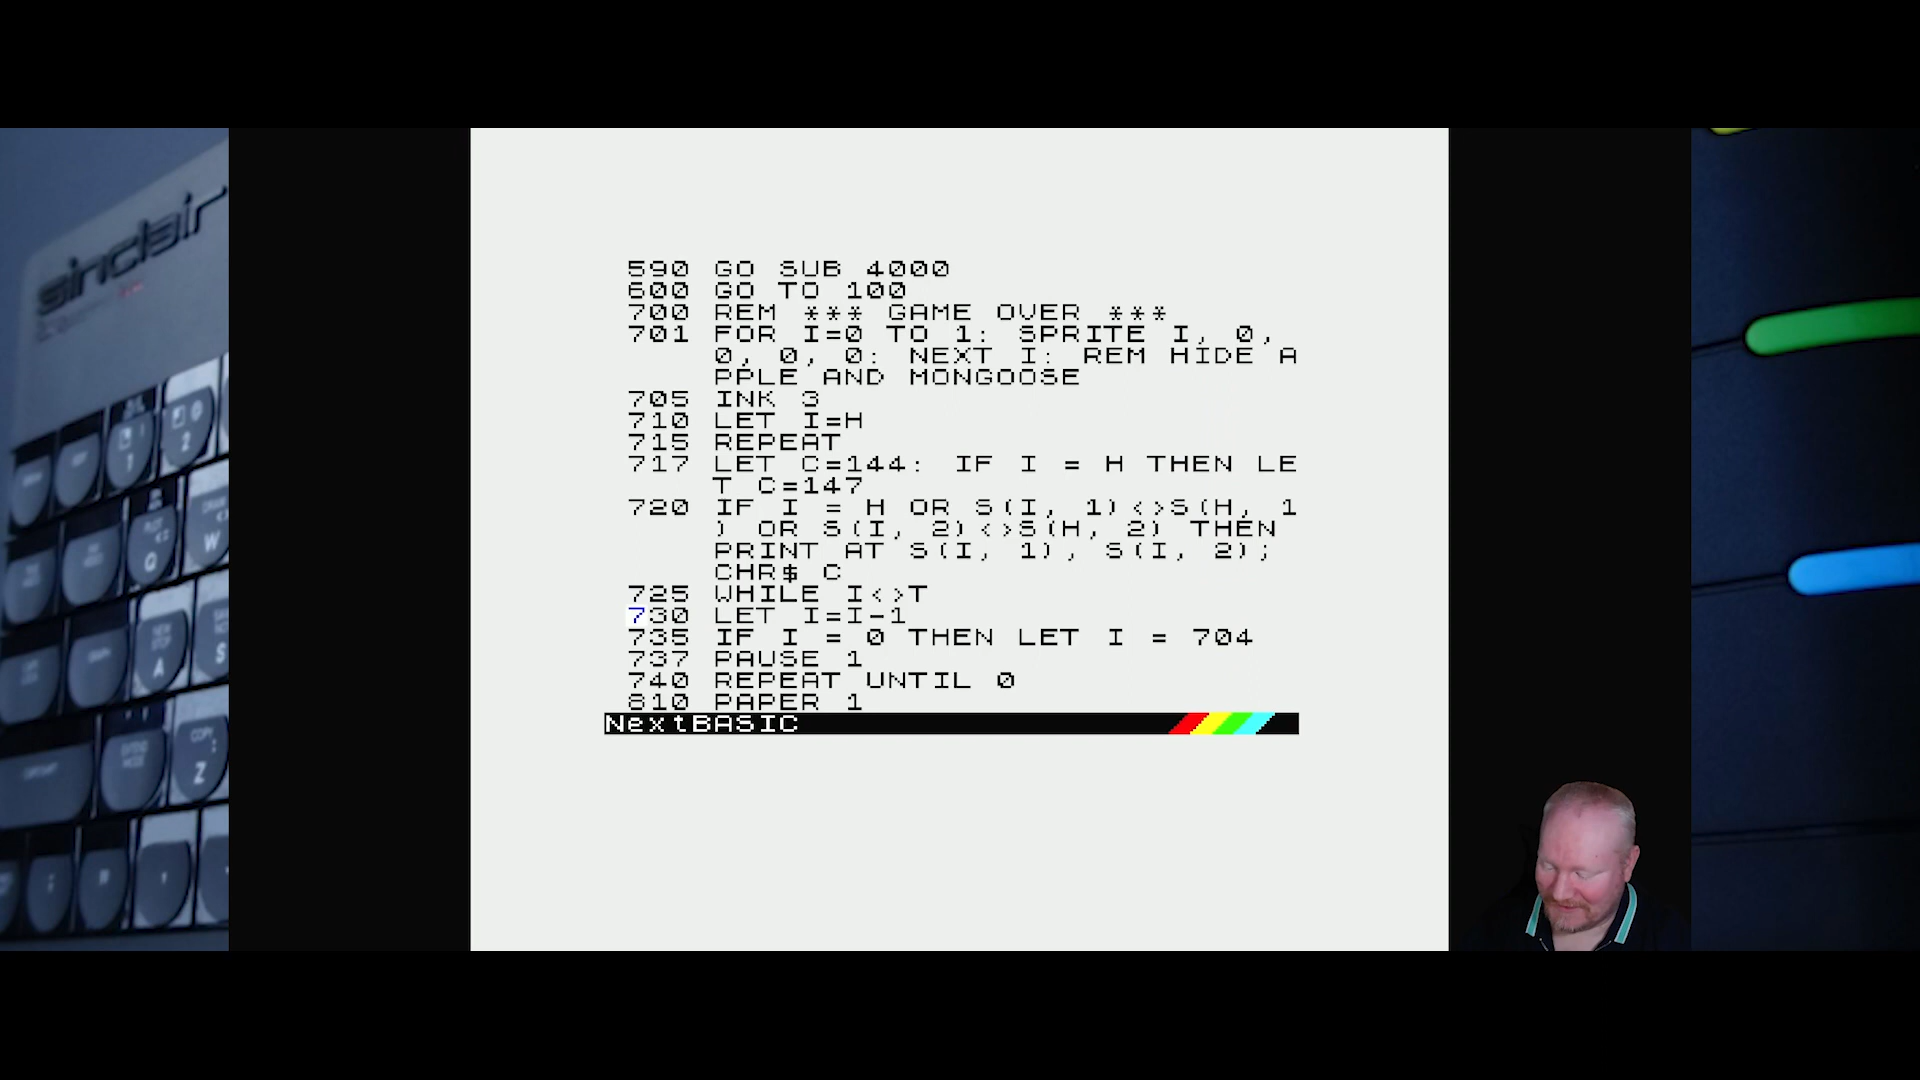 sinclair
590 GO SUB 4000
600 GO TO 100
700 REM *** GAME OVER ***
701 FOR I=0 TO 1: SPRITE I, 0,
0, 0, 0: NEXT I: REM HIDE A
PPLE AND MONGOOSE
705 INK 3
710 LET I=H
715 REPEAT
717 LET C=144: IF I = H THEN LE
T C=147
720 IF I = H OR S(I, 1)<>S(H, 1
) OR S(I, 2)<>S(H, 2) THEN
PRINT AT S(I, 1), S(I, 2);
CHR$ C
725 WHILE I<>T
730 LET I=I-1
735 IF I = 0 THEN LET I = 704
737 PAUSE 1
740 REPEAT UNTIL 0
810 PAPER 1
NextBASIC
1
2
Q
W
A
S
Z